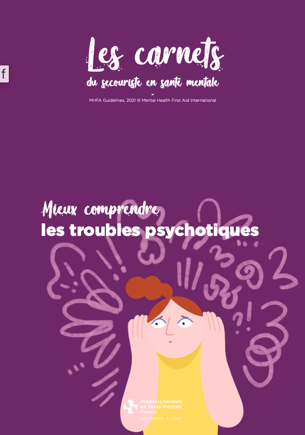 f
Les carnets
du secouriste en santé mentale
MHFA Guidelines, 2021 © Mental Health First Aid International
Mieux comprendre
les troubles psychotiques
Premiers Secours
en Santé Mentale
France